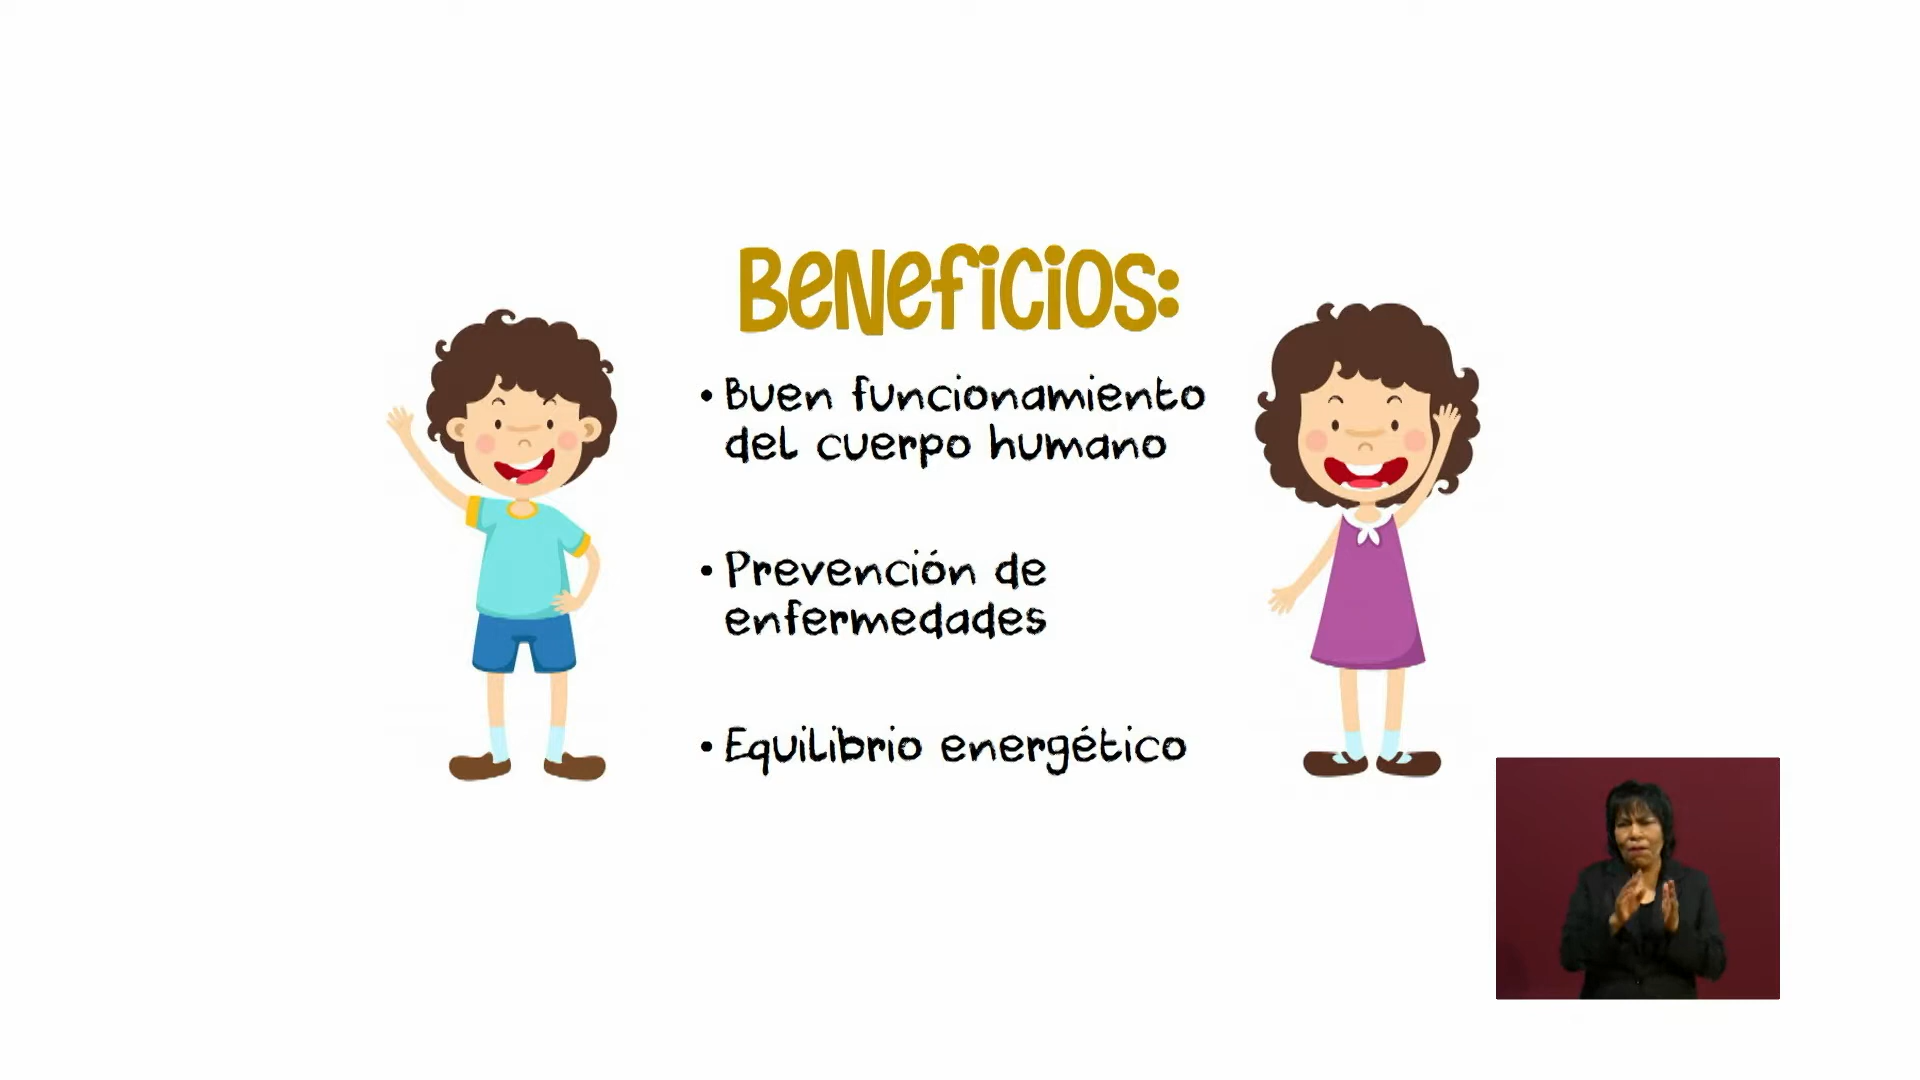 Beneficios:
• Buen funcionamiento
del cuerpo humano
• Prevención de
enfermedades
• Equilibrio energético